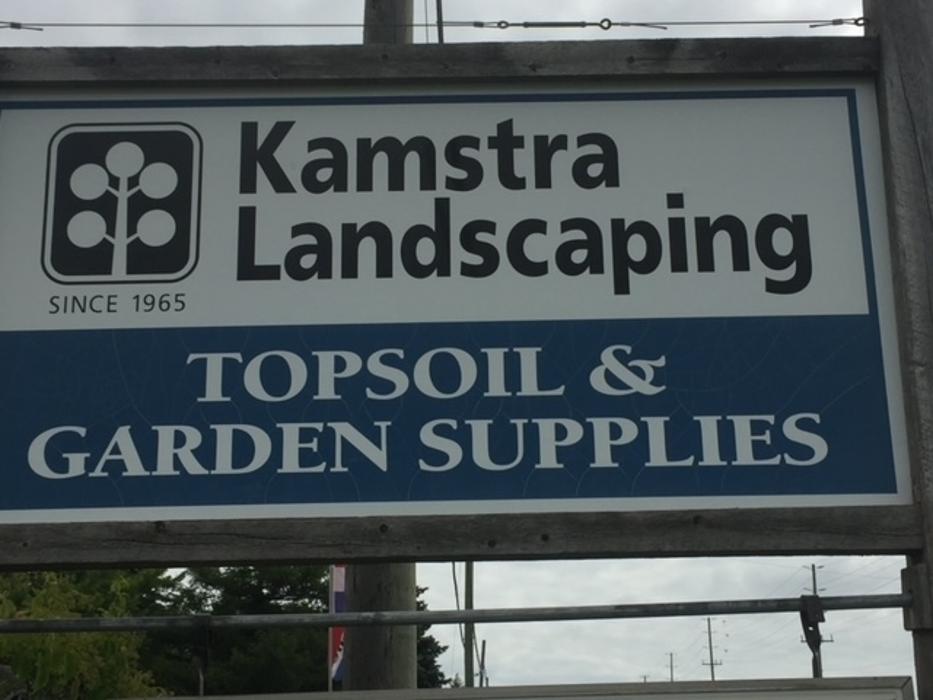 Kamstra
Landscaping
SINCE 1965
TOPSOIL &
GARDEN SUPPLIES